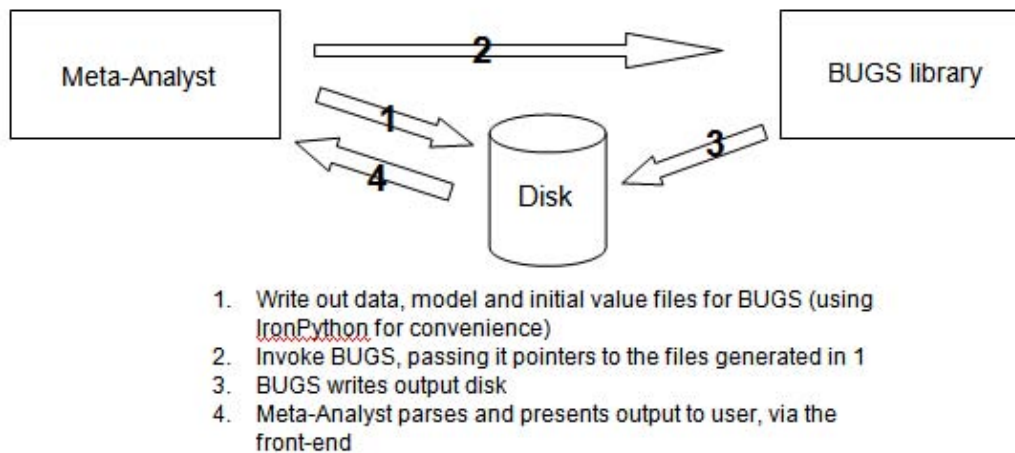 Meta-Analyst
2
BUGS library
1
3
4
Disk
1. Write out data, model and initial value files for BUGS (using
IronPython for convenience)
2. Invoke BUGS, passing it pointers to the files generated in 1
3. BUGS writes output disk
4. Meta-Analyst parses and presents output to user, via the
front-end